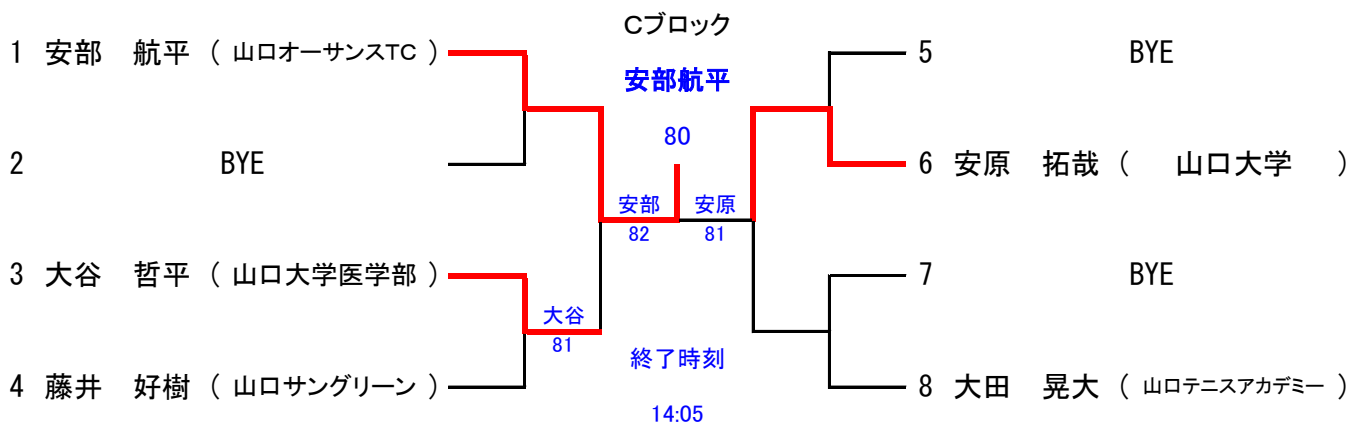 Cブロック
安部航平
80
1 安部 航平 ( 山口オーサンスTC )
2 BYE
3 大谷 哲平 ( 山口大学医学部 )
4 藤井 好樹 ( 山口サングリーン )
大谷
81
安部
82
安原
81
終了時刻
14:05
5 BYE
6 安原 拓哉 ( 山口大学 )
7 BYE
8 大田 晃大 ( 山口テニスアカデミー )